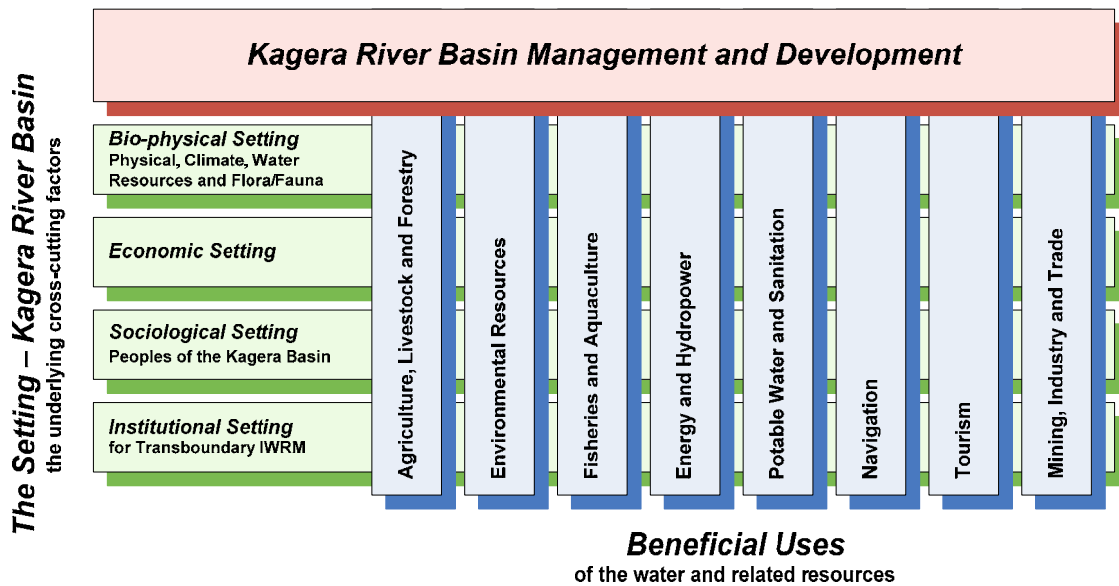 Kagera River Basin Management and Development
The Setting – Kagera River Basin
the underlying cross-cutting factors
Bio-physical Setting
Physical, Climate, Water
Resources and Flora/Fauna
Economic Setting
Sociological Setting
Peoples of the Kagera Basin
Institutional Setting
for Transboundary IWRM
Agriculture, Livestock and Forestry
Environmental Resources
Fisheries and Aquaculture
Energy and Hydropower
Potable Water and Sanitation
Navigation
Tourism
Mining, Industry and Trade
Beneficial Uses
of the water and related resources